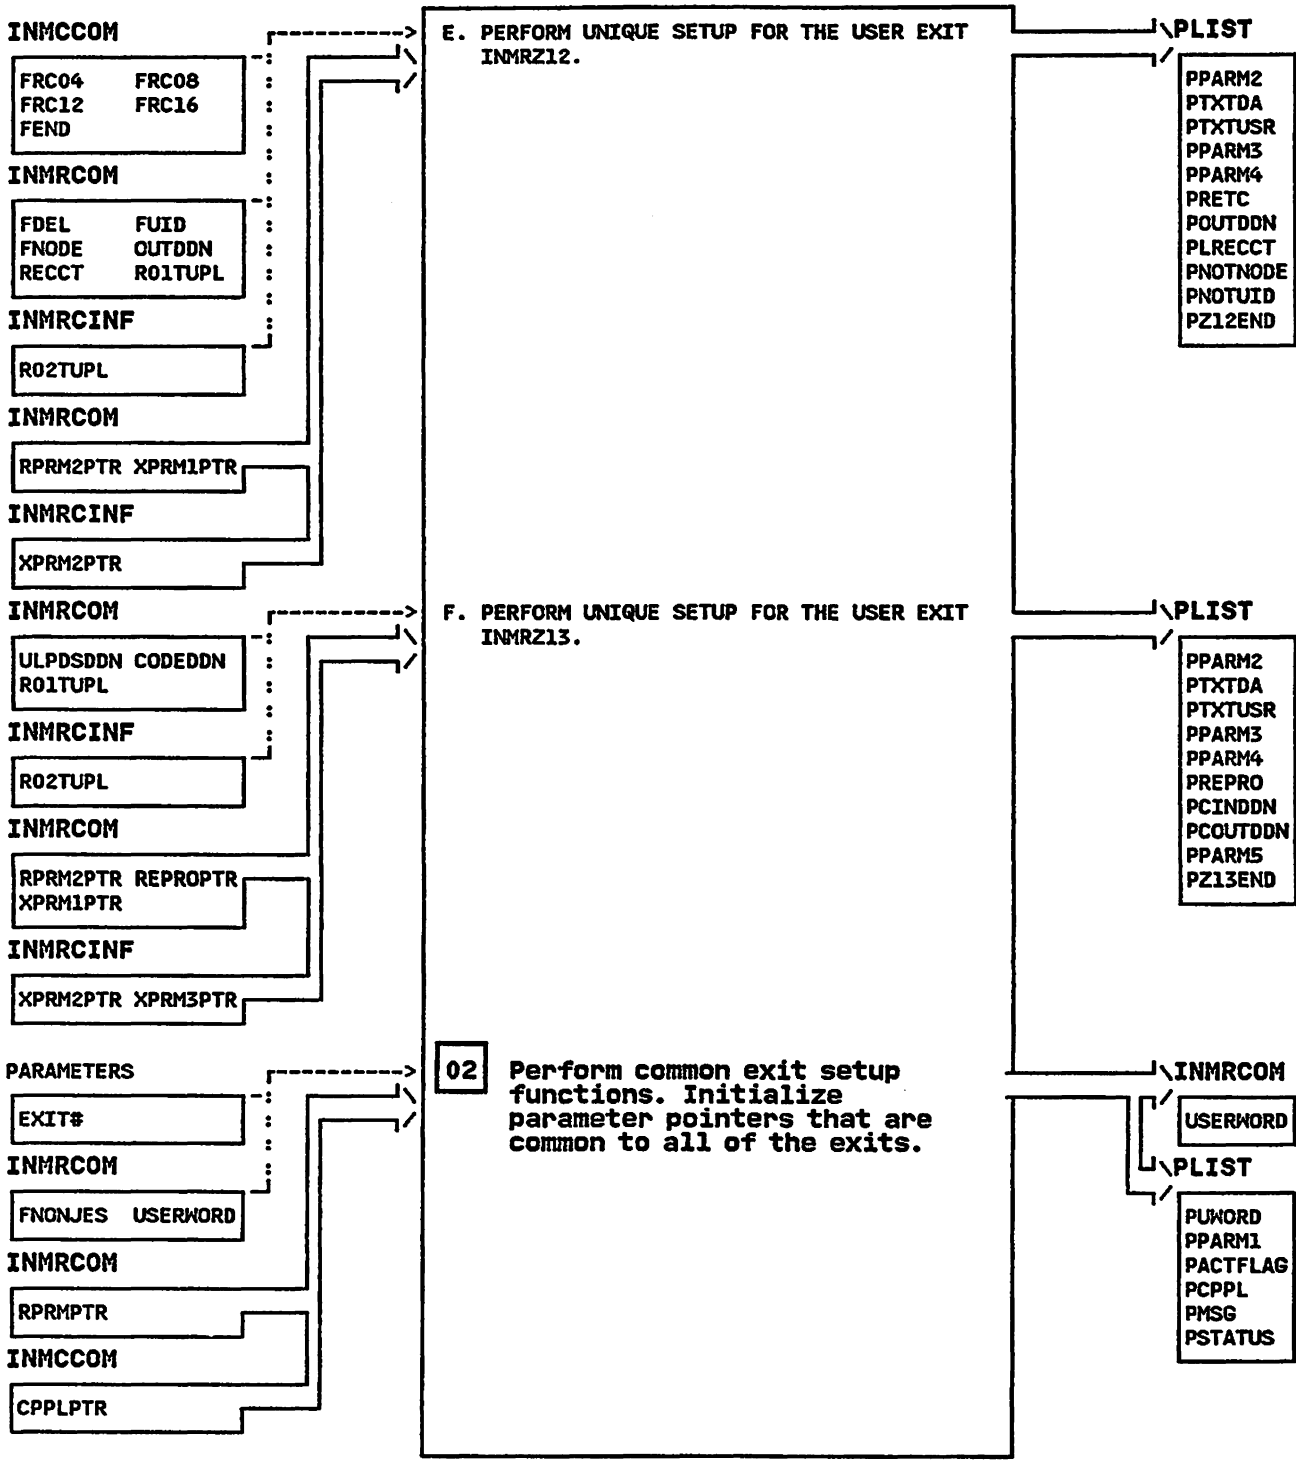 INMCCOM
FRC04 FRC08
FRC12 FRC16
FEND
INMRCOM
FDEL FUID
FNODE OUTDDN
RECCT R01TUPL
INMRCINF
R02TUPL
INMRCOM
RPRM2PTR XPRM1PTR
INMRCINF
XPRM2PTR
E. PERFORM UNIQUE SETUP FOR THE USER EXIT
INMRZ12.
PLIST
PPARM2
PTXTDA
PTXTUSR
PPARM3
PPARM4
PRETC
POUTDDN
PLRECCT
PNOTNODE
PNOTUID
PZ12END
INMRCOM
ULPDSDDN CODEDDN
R01TUPL
INMRCINF
R02TUPL
INMRCOM
RPRM2PTR REPROPTR
XPRM1PTR
INMRCINF
XPRM2PTR XPRM3PTR
F. PERFORM UNIQUE SETUP FOR THE USER EXIT
INMRZ13.
PLIST
PPARM2
PTXTDA
PTXTUSR
PPARM3
PPARM4
PREPRO
PCINDDN
PCOUTDDN
PPARM5
PZ13END
PARAMETERS
EXIT#
INMRCOM
FNONJES USERWORD
INMRCOM
RPRMPTR
INMCCOM
CPPLPTR
02 Perform common exit setup
functions. Initialize
parameter pointers that are
common to all of the exits.
INMRCOM
USERWORD
PLIST
PUWORD
PPARM1
PACTFLAG
PCPPL
PMSG
PSTATUS